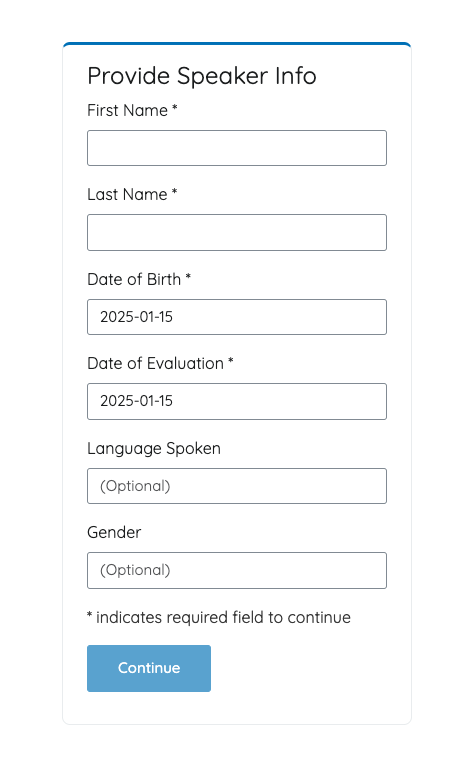 Provide Speaker Info
First Name *
Last Name *
Date of Birth *
2025-01-15
Date of Evaluation *
2025-01-15
Language Spoken
(Optional)
Gender
(Optional)
* indicates required field to continue
Continue